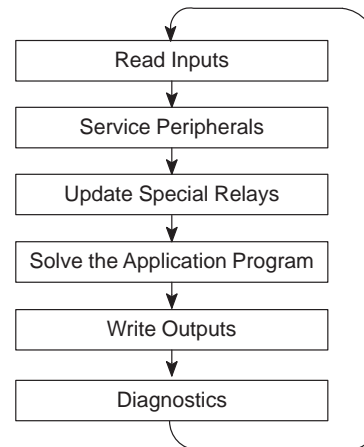 Read Inputs
Service Peripherals
Update Special Relays
Solve the Application Program
Write Outputs
Diagnostics